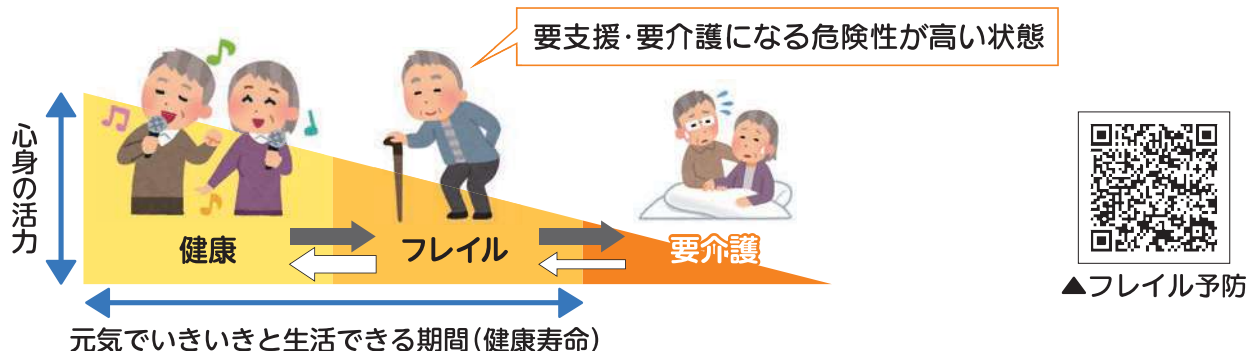 要支援・要介護になる危険性が高い状態
心身の活力
健康
フレイル
要介護
▲フレイル予防
元気でいきいきと生活できる期間(健康寿命)